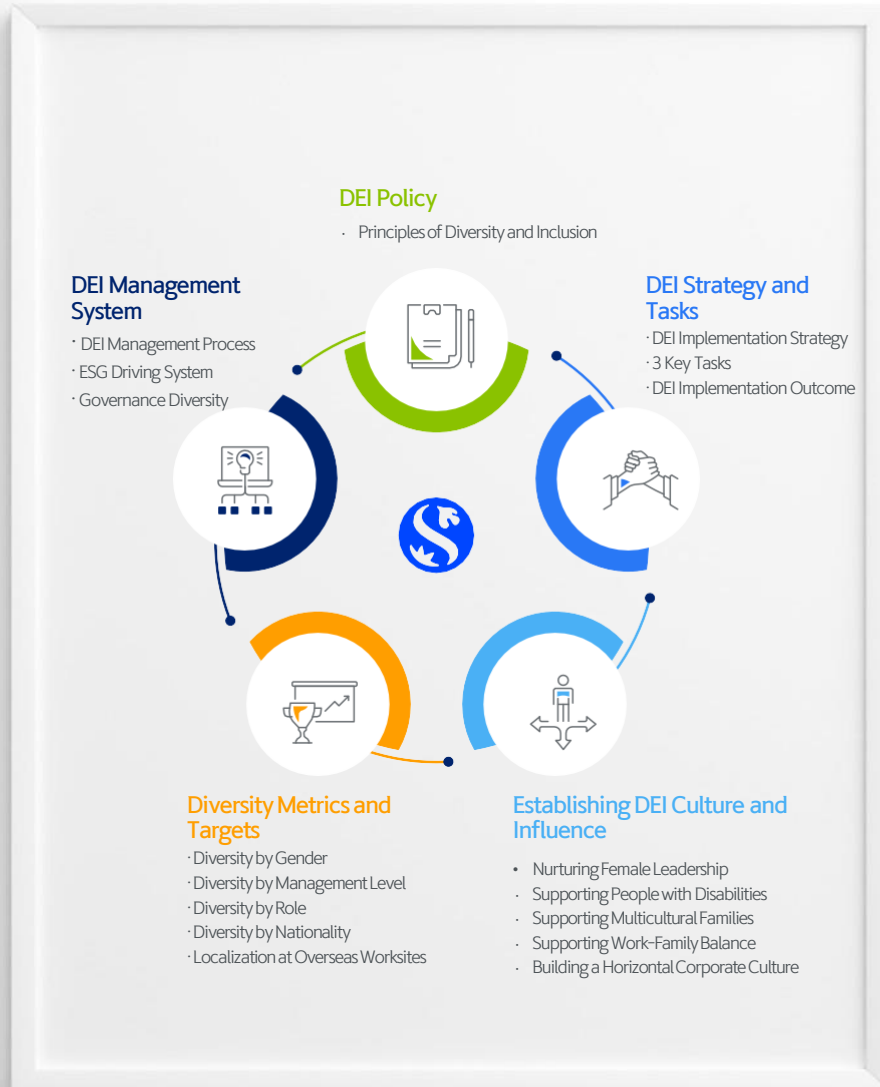 DEI Policy
· Principles of Diversity and Inclusion
DEI Management
System
· DEI Management Process
· ESG Driving System
· Governance Diversity
DEI Strategy and
Tasks
· DEI Implementation Strategy
· 3 Key Tasks
· DEI Implementation Outcome
Diversity Metrics and
Targets
· Diversity by Gender
· Diversity by Management Level
· Diversity by Role
· Diversity by Nationality
· Localization at Overseas Worksites
Establishing DEI Culture and
Influence
• Nurturing Female Leadership
· Supporting People with Disabilities
· Supporting Multicultural Families
· Supporting Work-Family Balance
· Building a Horizontal Corporate Culture